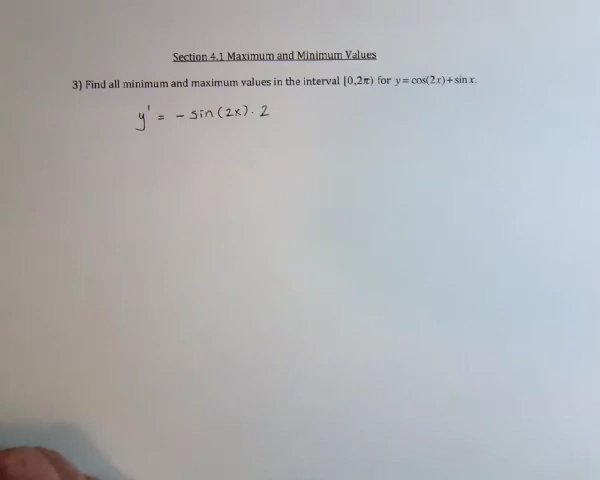 Section 4.1 Maximum and Minimum Values
3) Find all minimum and maximum values in the interval [0,2π) for y=cos(2x)+sin x.
y' = - sin(2x). 2